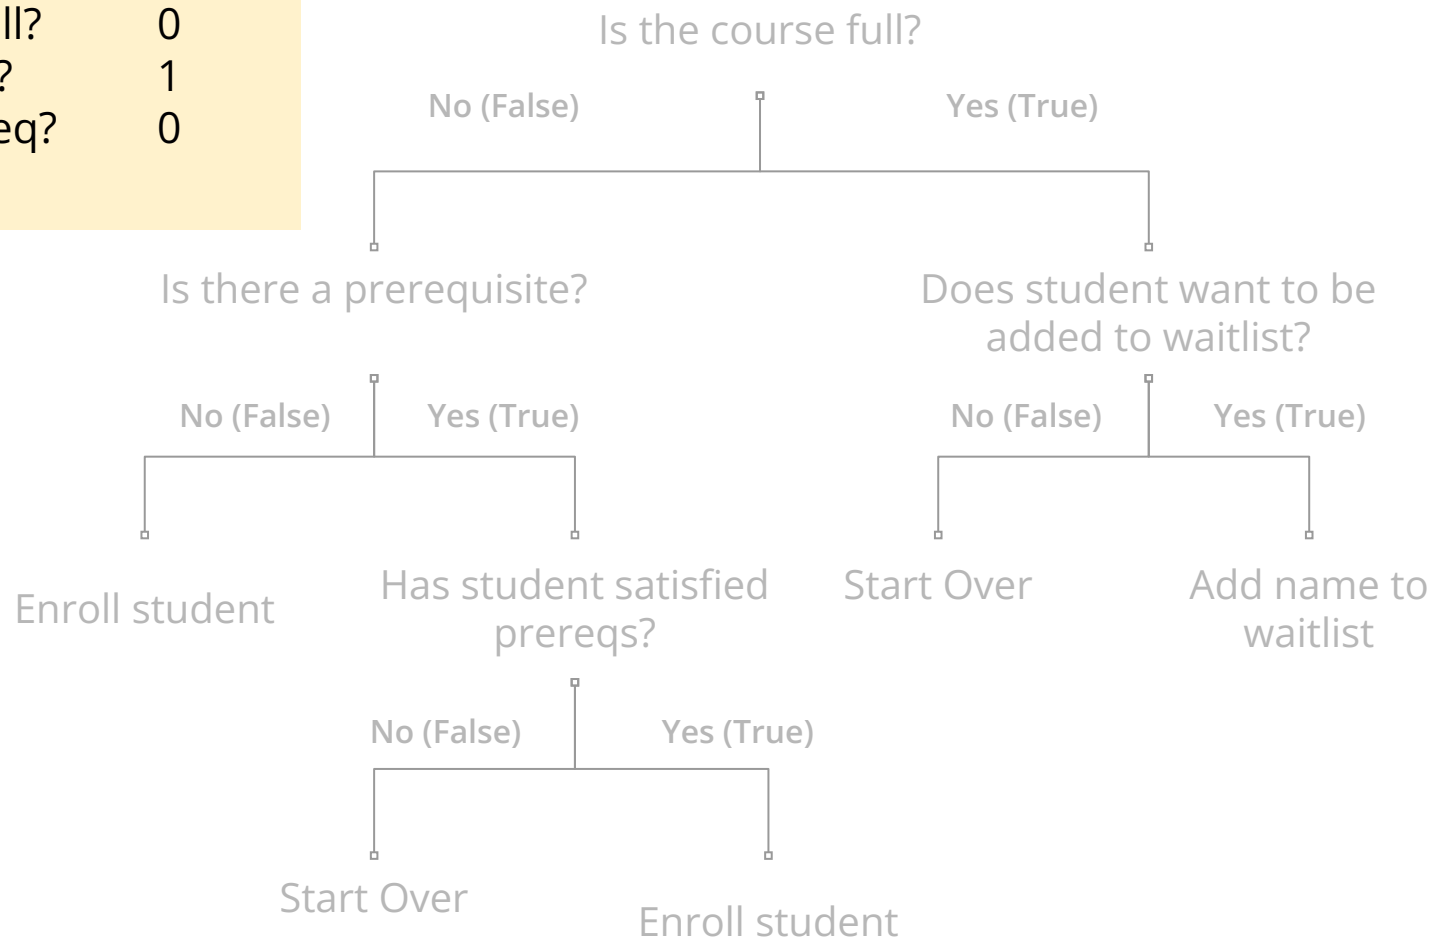 ll? 0
? 1
eq? 0
Is the course full?
No (False) Yes (True)
Is there a prerequisite?
Does student want to be
added to waitlist?
No (False) Yes (True)
No (False) Yes (True)
Enroll student
Has student satisfied
prereqs?
Start Over
Add name to
waitlist
No (False) Yes (True)
Start Over
Enroll student